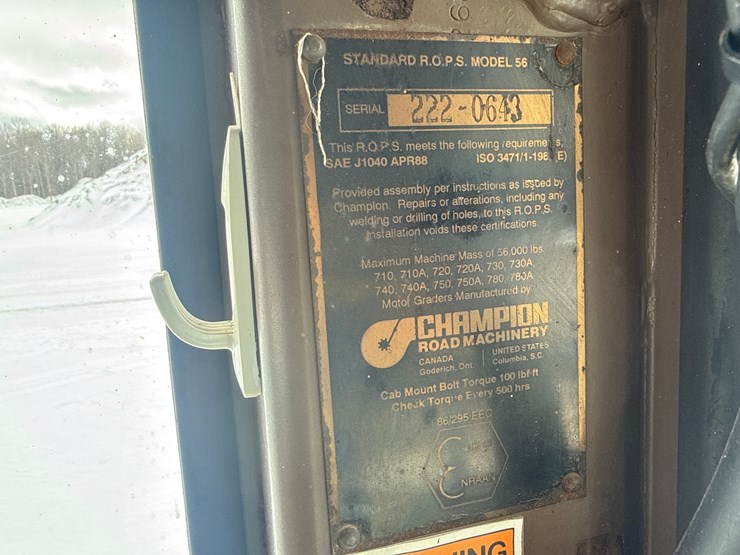 STANDARD R.O.P.S. MODEL 56
SERIAL 222-0643
This R.O.P.S. meets the following requirements,
SAE J1040 APR88 ISO 3471/1-198 E)
Provided assembly per instructions as issued by
Champion. Repairs or alterations, including any
welding or drilling of holes, to this R.O.P.S.
installation voids these certifications
Maximum Machine Mass of 56,000 lbs.
710, 710A, 720, 720A, 730, 730A
740, 740A, 750, 750A, 780, 780A
Motor Graders Manufactured by
CHAMPION
ROAD MACHINERY
CANADA
Goderich, Ont.
UNITED STATES
Columbia, S.C.
Cab Mount Bolt Torque 100 lbf·ft
Check Torque Every 500 hrs
86/295 EEC